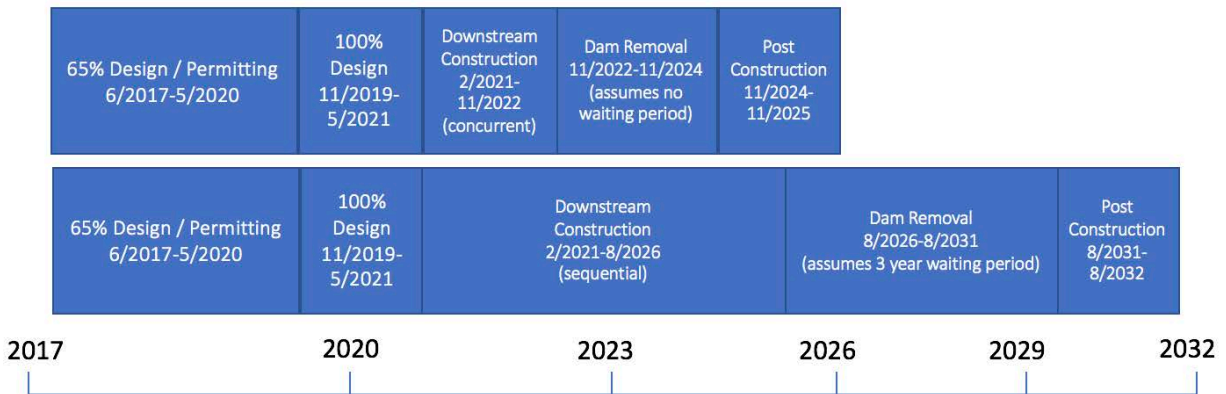 65% Design / Permitting
6/2017-5/2020
100%
Design
11/2019-
5/2021
Downstream
Construction
2/2021-
11/2022
(concurrent)
Dam Removal
11/2022-11/2024
(assumes no
waiting period)
Post
Construction
11/2024-
11/2025
65% Design / Permitting
6/2017-5/2020
100%
Design
11/2019-
5/2021
Downstream
Construction
2/2021-8/2026
(sequential)
Dam Removal
8/2026-8/2031
(assumes 3 year waiting period)
Post
Construction
8/2031-
8/2032
2017 2020 2023 2026 2029 2032